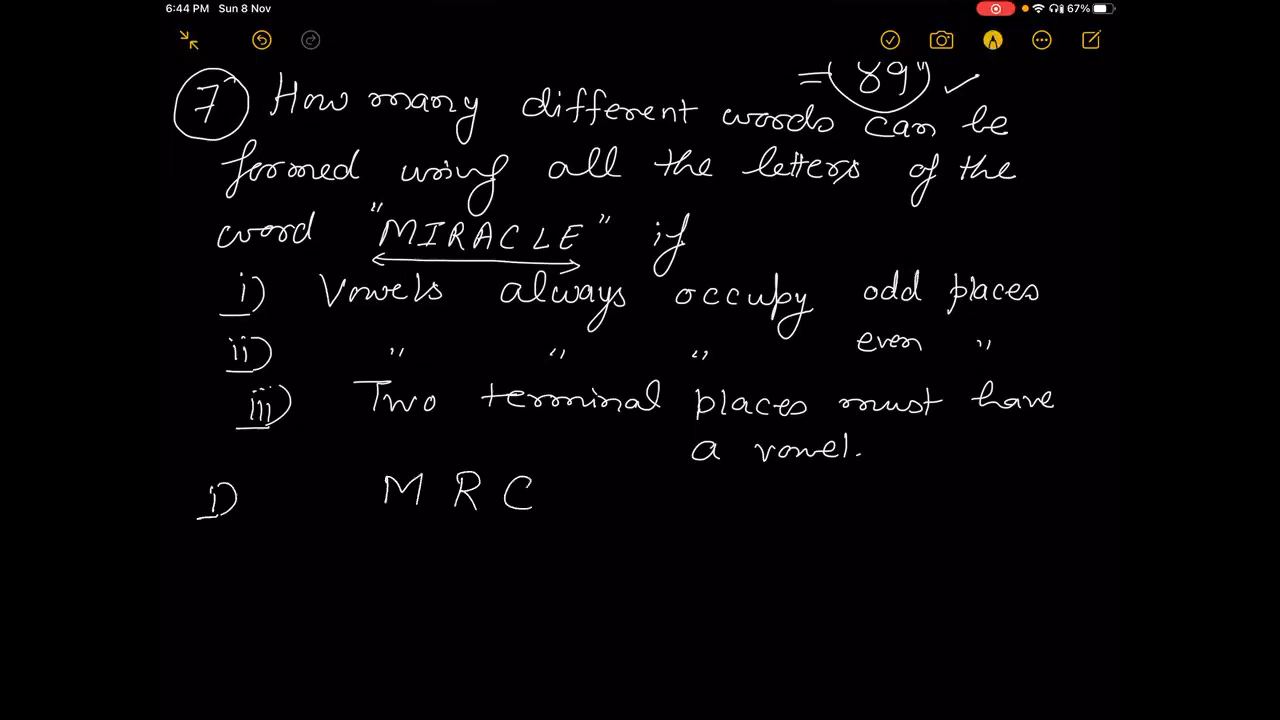 6:44 PM Sun 8 Nov 67%
= 89 ✓
7 How many different words can be
formed using all the letters of the
word "MIRACLE" if
i) Vowels always occupy odd places
ii) " " " even "
iii) Two terminal places must have
a vowel.
i) M R C